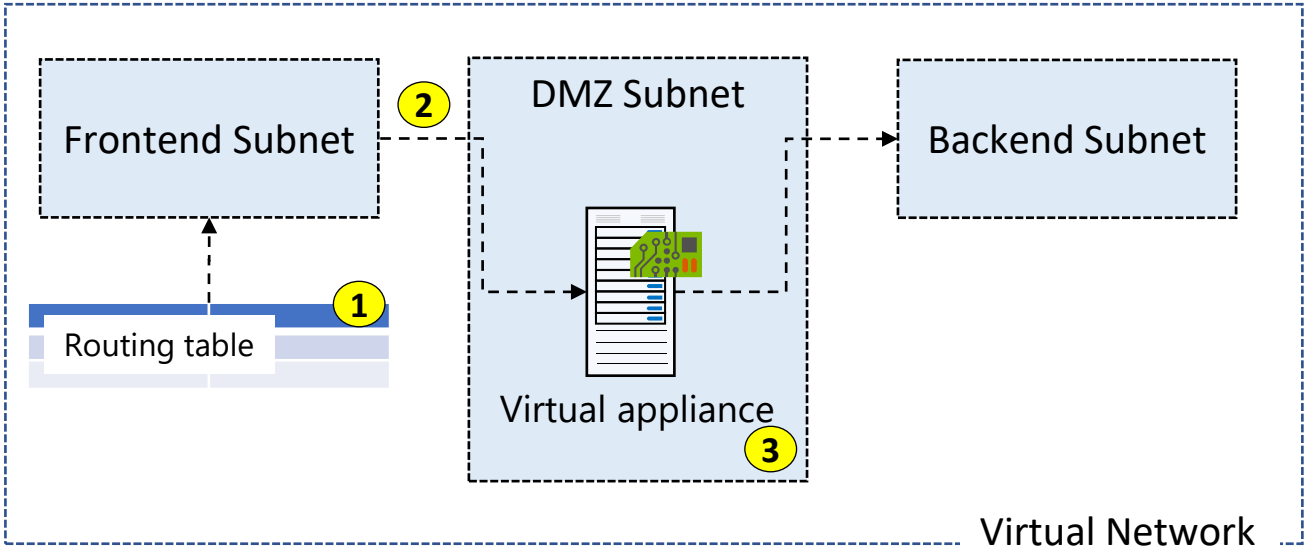 Frontend Subnet
2
DMZ Subnet
Backend Subnet
1
Routing table
Virtual appliance
3
Virtual Network